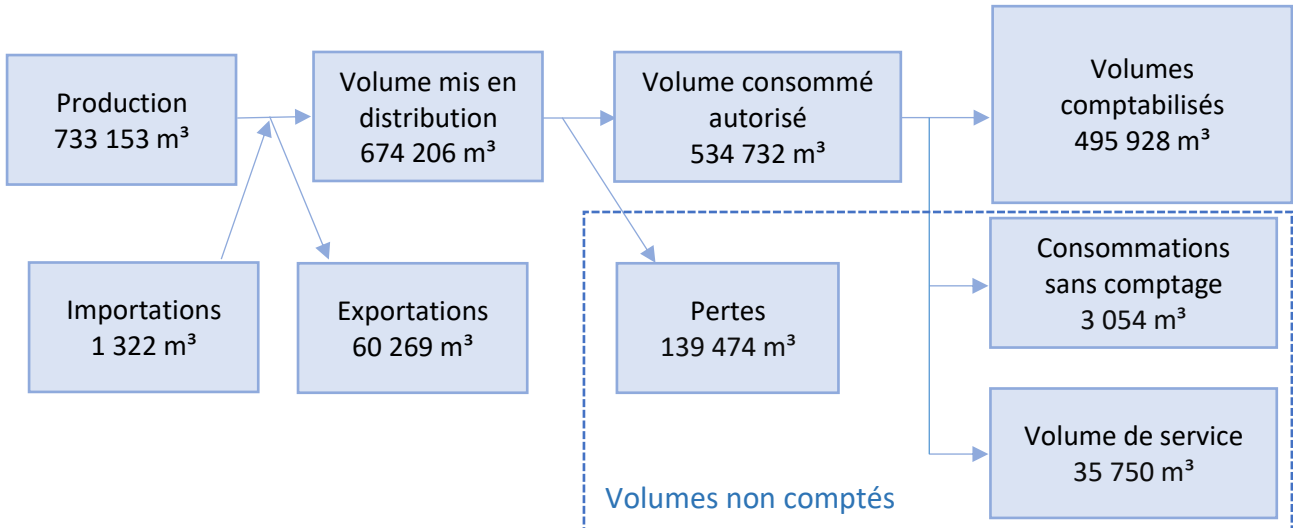 Production
733 153 m³
Volume mis en
distribution
674 206 m³
Volume consommé
autorisé
534 732 m³
Volumes
comptabilisés
495 928 m³
Importations
1 322 m³
Exportations
60 269 m³
Pertes
139 474 m³
Consommations
sans comptage
3 054 m³
Volume de service
35 750 m³
Volumes non comptés